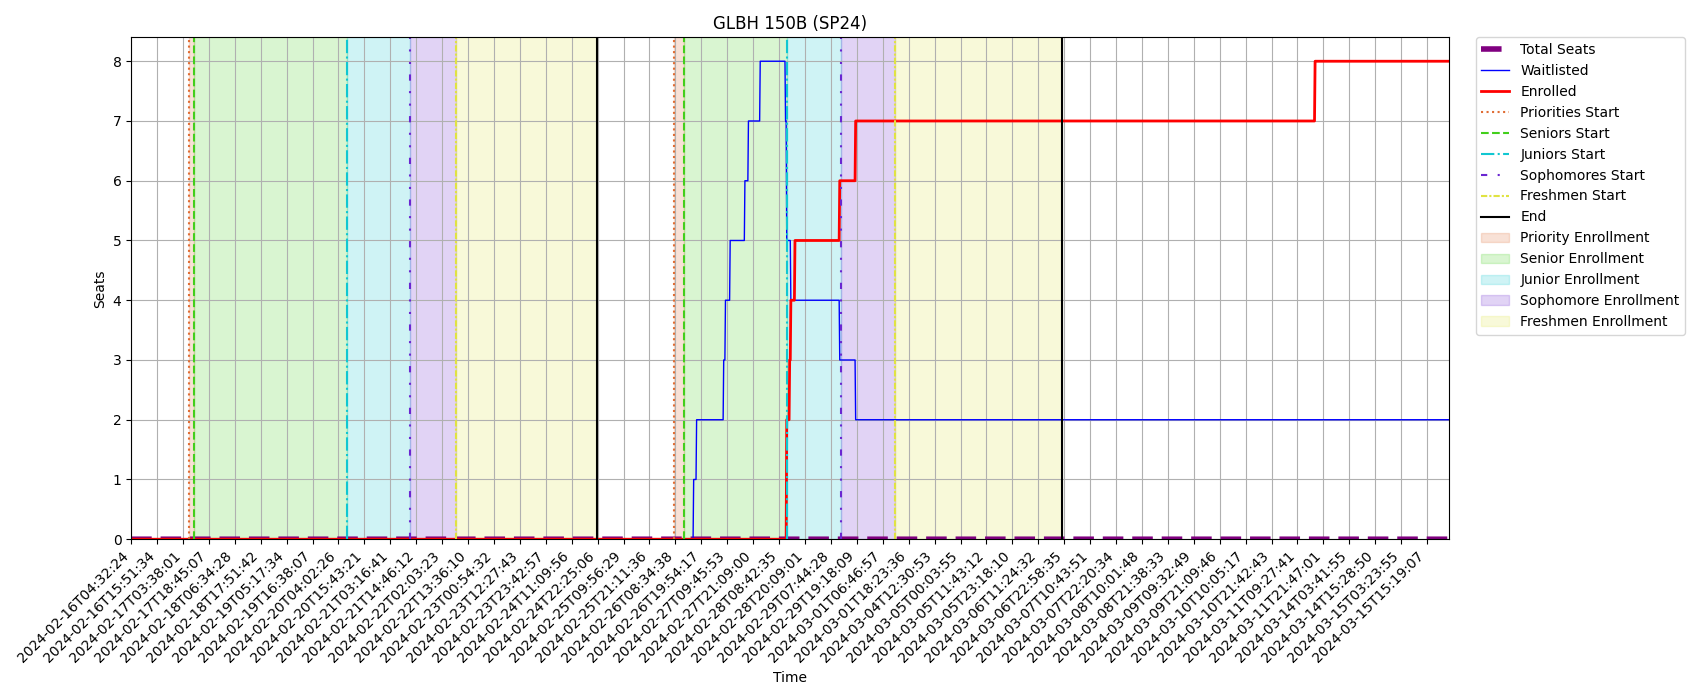 GLBH 150B (SP24)
Seats
8
7
6
5
4
3
2
1
0
2024-02-16T04:32:24
2024-02-16T15:51:34
2024-02-17T03:38:01
2024-02-17T18:45:07
2024-02-18T06:34:28
2024-02-18T17:51:42
2024-02-19T05:17:34
2024-02-19T16:38:07
2024-02-20T04:02:26
2024-02-20T15:43:21
2024-02-21T03:16:41
2024-02-21T14:46:12
2024-02-22T02:03:23
2024-02-22T13:36:10
2024-02-23T00:54:32
2024-02-23T12:27:43
2024-02-23T23:42:57
2024-02-24T11:09:56
2024-02-24T22:25:06
2024-02-25T09:56:29
2024-02-25T21:11:36
2024-02-26T08:34:38
2024-02-26T19:54:17
2024-02-27T09:45:53
2024-02-27T21:09:00
2024-02-28T08:42:35
2024-02-28T20:09:01
2024-02-29T07:44:28
2024-02-29T19:18:09
2024-03-01T06:46:57
2024-03-01T18:23:36
2024-03-04T12:30:53
2024-03-05T00:03:55
2024-03-05T11:43:12
2024-03-05T23:18:10
2024-03-06T11:24:32
2024-03-06T22:58:35
2024-03-07T10:43:51
2024-03-07T22:20:34
2024-03-08T10:01:48
2024-03-08T21:38:33
2024-03-09T09:32:49
2024-03-09T21:09:46
2024-03-10T10:05:17
2024-03-10T21:42:43
2024-03-11T09:27:41
2024-03-11T21:47:01
2024-03-14T03:41:55
2024-03-14T15:28:50
2024-03-15T03:23:55
2024-03-15T15:19:07
Time
Total Seats
Waitlisted
Enrolled
Priorities Start
Seniors Start
Juniors Start
Sophomores Start
Freshmen Start
End
Priority Enrollment
Senior Enrollment
Junior Enrollment
Sophomore Enrollment
Freshmen Enrollment